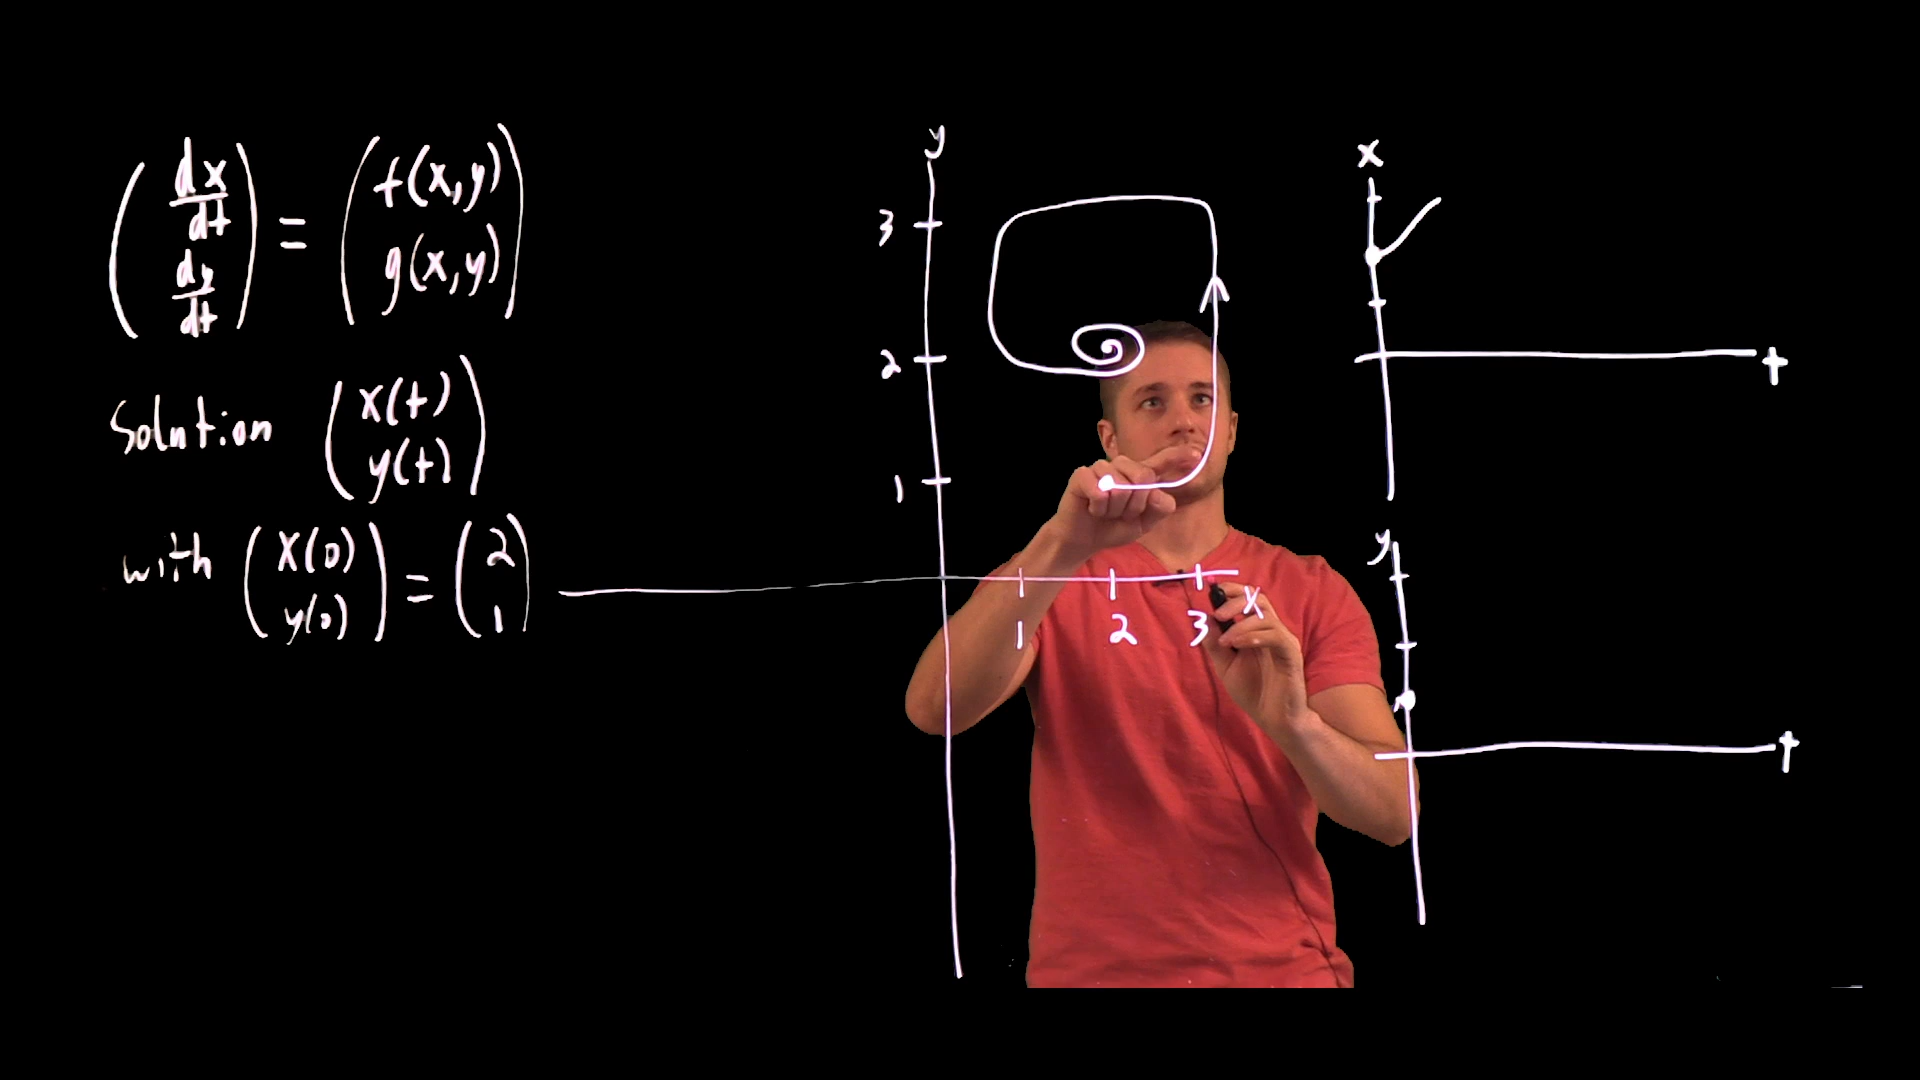 (dx/dt) = (f(x,y))
(dy/dt) (g(x,y))
Solution (x(t))
(y(t))
with (x(0)) = (2)
(y(0)) (1)
y
3
2
1
1 2 3 x
x
t
y
t